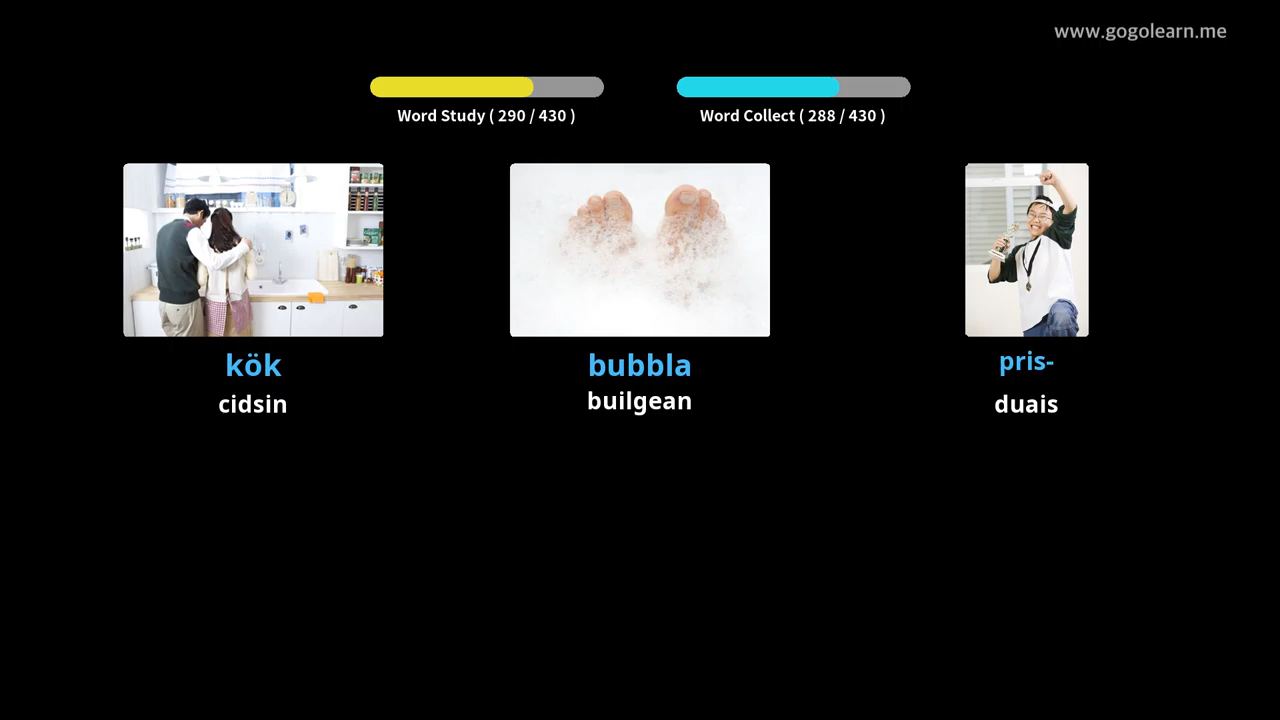 www.gogolearn.me
Word Study ( 290 / 430 )
Word Collect ( 288 / 430 )
kök
bubbla
pris-
cidsin
builgean
duais